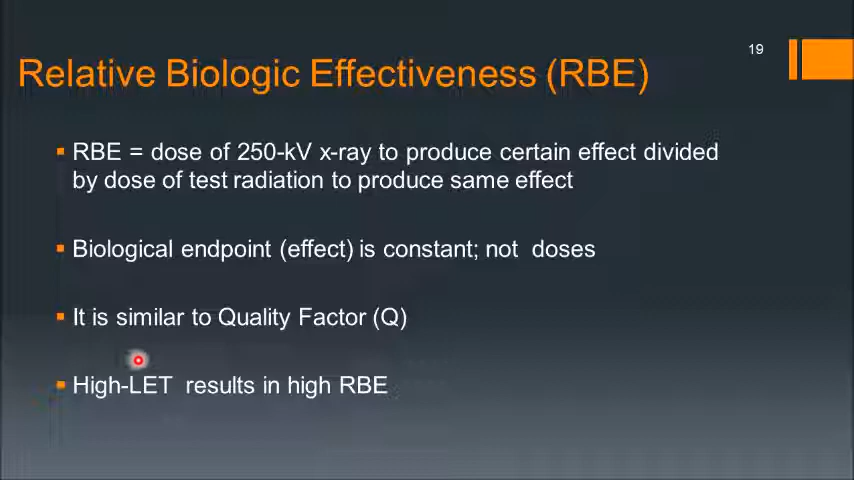 19
Relative Biologic Effectiveness (RBE)
RBE = dose of 250-kV x-ray to produce certain effect divided
by dose of test radiation to produce same effect
Biological endpoint (effect) is constant; not doses
It is similar to Quality Factor (Q)
High-LET results in high RBE